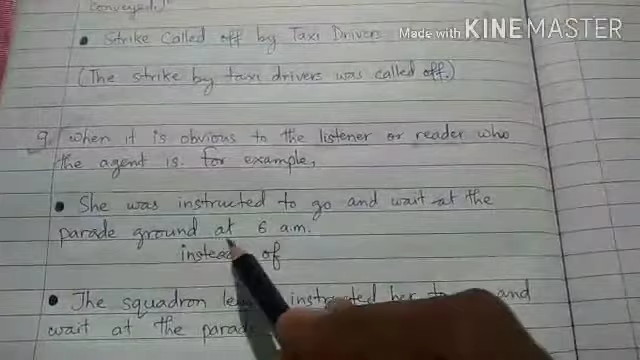 conveyed.
Made with KINEMASTER
• Strike Called off by Taxi Drivers
(The strike by taxi drivers was called off.)
9. When it is obvious to the listener or reader who
the agent is. for example,
• She was instructed to go and wait at the
parade ground at 6 a.m.
instead of
• The squadron instructed her to and
wait at the parade